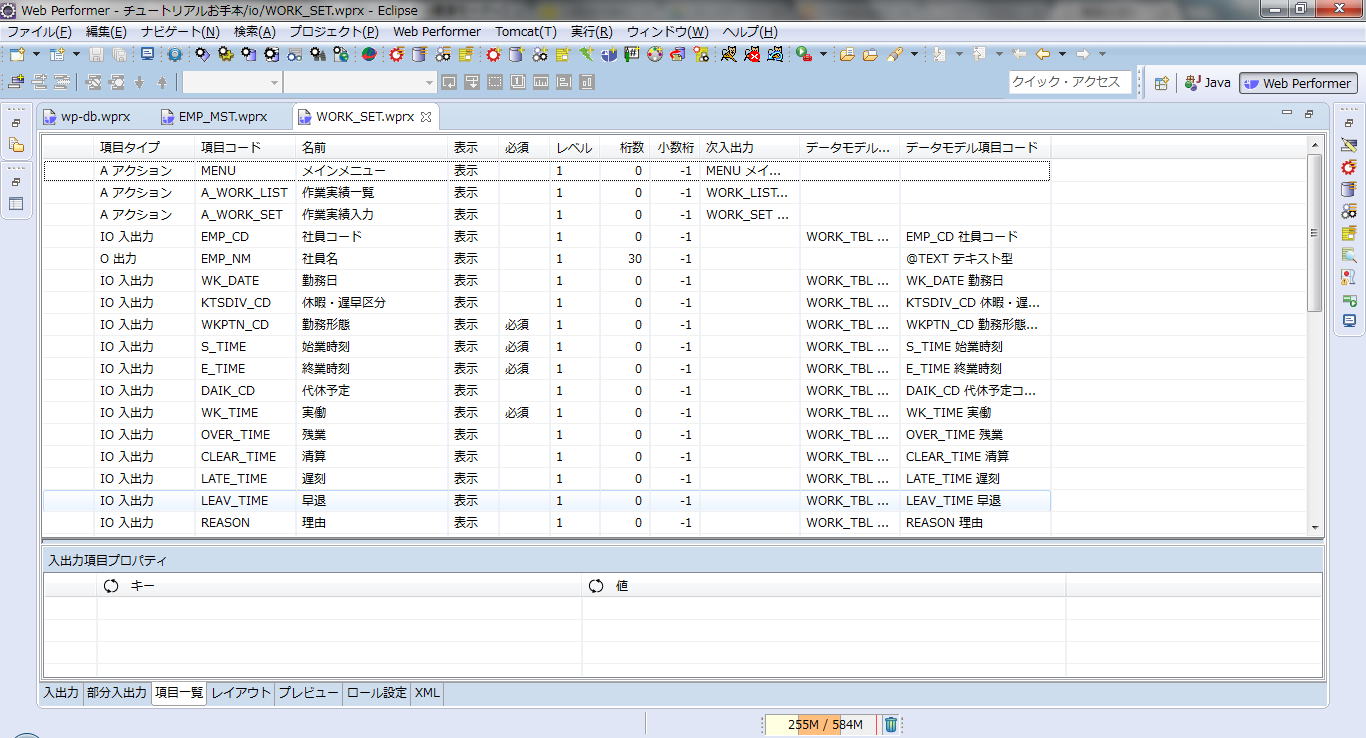 Web Performer - チュートリアルお手本/io/WORK_SET.wprx - Eclipse
ファイル(F) 編集(E) ナビゲート(N) 検索(A) プロジェクト(P) Web Performer Tomcat(T) 実行(R) ウィンドウ(W) ヘルプ(H)
クイック・アクセス Java Web Performer
wp-db.wprx EMP_MST.wprx WORK_SET.wprx
項目タイプ 項目コード 名前 表示 必須 レベル 桁数 小数桁 次入出力 データモデル... データモデル項目コード
A アクション MENU メインメニュー 表示 1 0 -1 MENU メイ...
A アクション A_WORK_LIST 作業実績一覧 表示 1 0 -1 WORK_LIST...
A アクション A_WORK_SET 作業実績入力 表示 1 0 -1 WORK_SET ...
IO 入出力 EMP_CD 社員コード 表示 1 0 -1 WORK_TBL ... EMP_CD 社員コード
O 出力 EMP_NM 社員名 表示 1 30 -1 @TEXT テキスト型
IO 入出力 WK_DATE 勤務日 表示 1 0 -1 WORK_TBL ... WK_DATE 勤務日
IO 入出力 KTSDIV_CD 休暇・遅早区分 表示 1 0 -1 WORK_TBL ... KTSDIV_CD 休暇・遅...
IO 入出力 WKPTN_CD 勤務形態 表示 必須 1 0 -1 WORK_TBL ... WKPTN_CD 勤務形態...
IO 入出力 S_TIME 始業時刻 表示 必須 1 0 -1 WORK_TBL ... S_TIME 始業時刻
IO 入出力 E_TIME 終業時刻 表示 必須 1 0 -1 WORK_TBL ... E_TIME 終業時刻
IO 入出力 DAIK_CD 代休予定 表示 1 0 -1 WORK_TBL ... DAIK_CD 代休予定コ...
IO 入出力 WK_TIME 実働 表示 必須 1 0 -1 WORK_TBL ... WK_TIME 実働
IO 入出力 OVER_TIME 残業 表示 1 0 -1 WORK_TBL ... OVER_TIME 残業
IO 入出力 CLEAR_TIME 清算 表示 1 0 -1 WORK_TBL ... CLEAR_TIME 清算
IO 入出力 LATE_TIME 遅刻 表示 1 0 -1 WORK_TBL ... LATE_TIME 遅刻
IO 入出力 LEAV_TIME 早退 表示 1 0 -1 WORK_TBL ... LEAV_TIME 早退
IO 入出力 REASON 理由 表示 1 0 -1 WORK_TBL ... REASON 理由
入出力項目プロパティ
キー 値
入出力 部分入出力 項目一覧 レイアウト プレビュー ロール設定 XML
255M / 584M